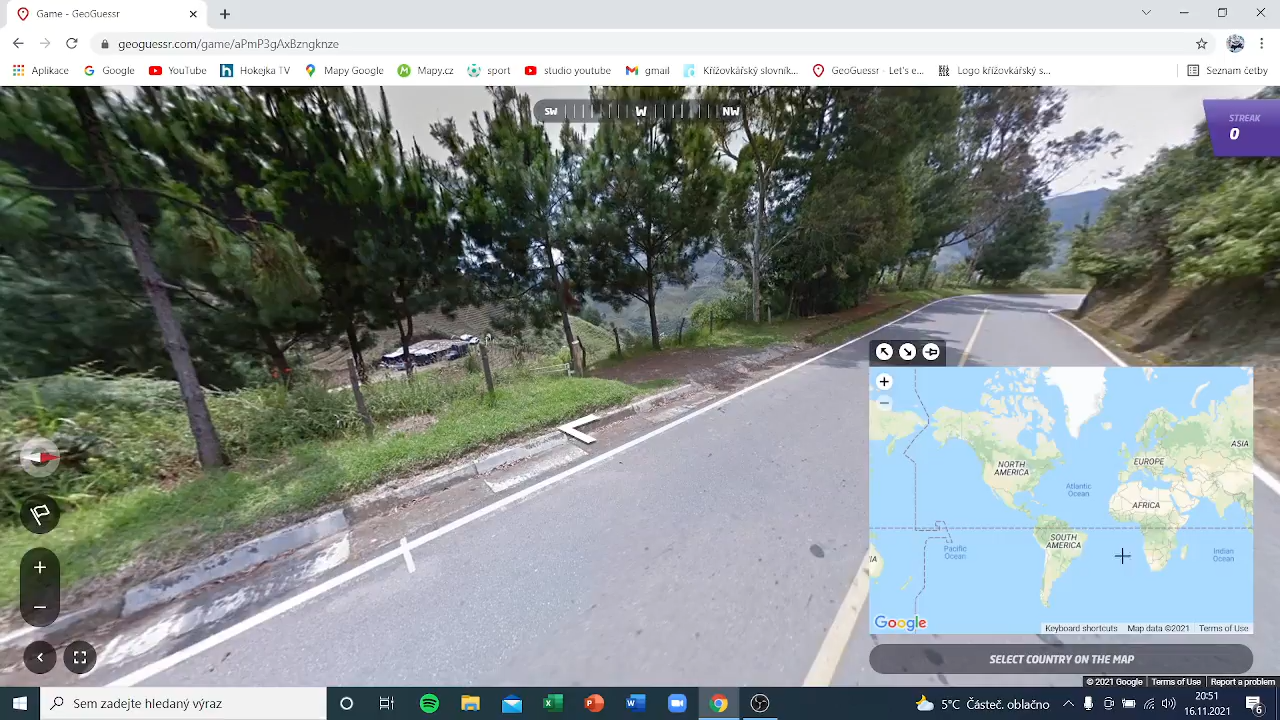 Game - GeoGuessr
geoguessr.com/game/aPmP3gAxBzngknze
Aplikace Google YouTube Hokejka TV Mapy Google Mapy.cz sport studio youtube gmail Křížovkářský slovník... GeoGuessr - Let's e... Logo křovkářský s... Seznam četby
SW W NW
STREAK
0
NORTH AMERICA
EUROPE
ASIA
Atlantic Ocean
AFRICA
SOUTH AMERICA
Pacific Ocean
Indian Ocean
IA
Google
Keyboard shortcuts Map data ©2021 Terms of Use
SELECT COUNTRY ON THE MAP
© 2021 Google Terms of Use Report a problem
Sem zadejte hledaný výraz
5°C Částeč. oblačno
20:51
16.11.2021
6